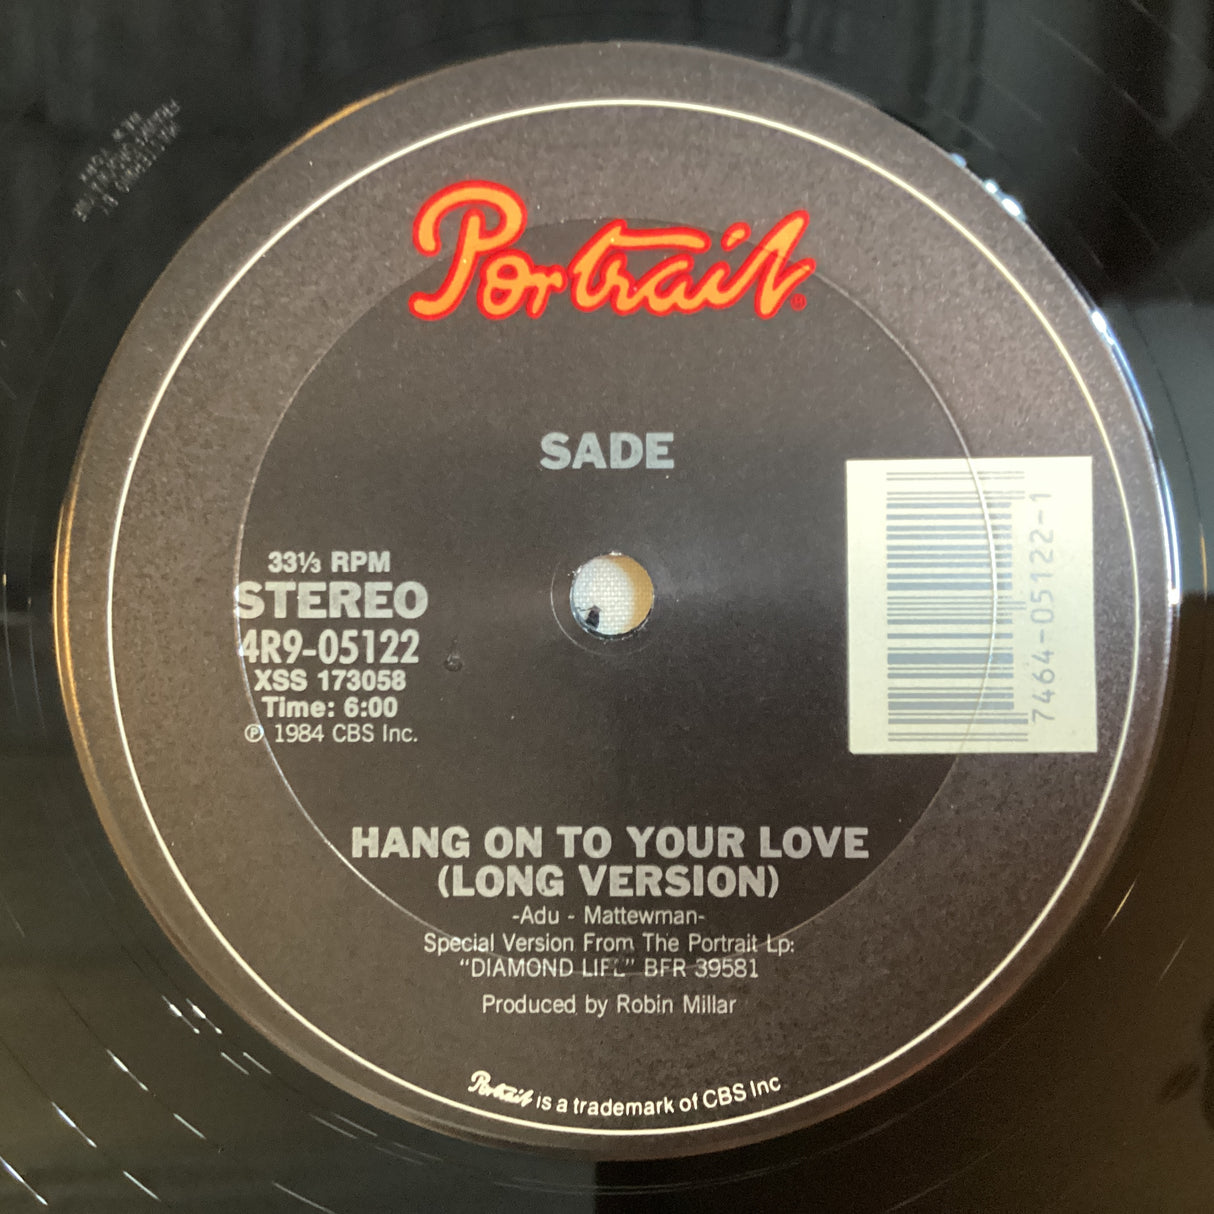 Portrait®
SADE
33⅓ RPM
STEREO
4R9-05122
XSS 173058
Time: 6:00
℗ 1984 CBS Inc.
7464-05122-1
HANG ON TO YOUR LOVE
(LONG VERSION)
-Adu - Mattewman-
Special Version From The Portrait Lp:
"DIAMOND LIFE" BFR 39581
Produced by Robin Millar
Portrait is a trademark of CBS Inc